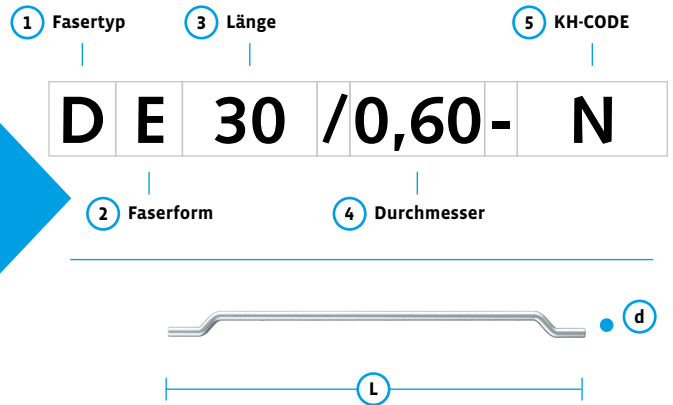 1 Fasertyp 3 Länge 5 KH-CODE
D E 30 /0,60- N
2 Faserform 4 Durchmesser
d
L